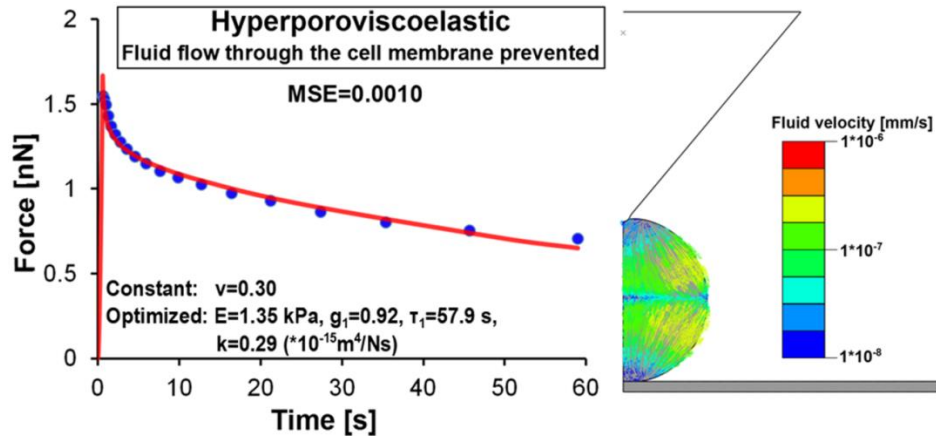 Hyperporoviscoelastic
Fluid flow through the cell membrane prevented
MSE=0.0010
Force [nN]
2
1.5
1
0.5
0
Constant: v=0.30
Optimized: E=1.35 kPa, g₁=0.92, τ₁=57.9 s,
k=0.29 (*10⁻¹⁵m⁴/Ns)
0 10 20 30 40 50 60
Time [s]
Fluid velocity [mm/s]
1*10⁻⁶
1*10⁻⁷
1*10⁻⁸